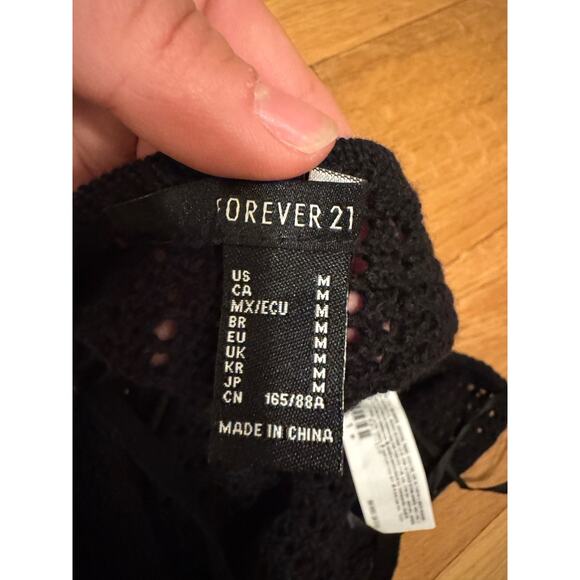 FOREVER 21
US M
CA M
MX/ECU M
BR M
EU M
UK M
KR M
JP M
CN 165/88A
MADE IN CHINA